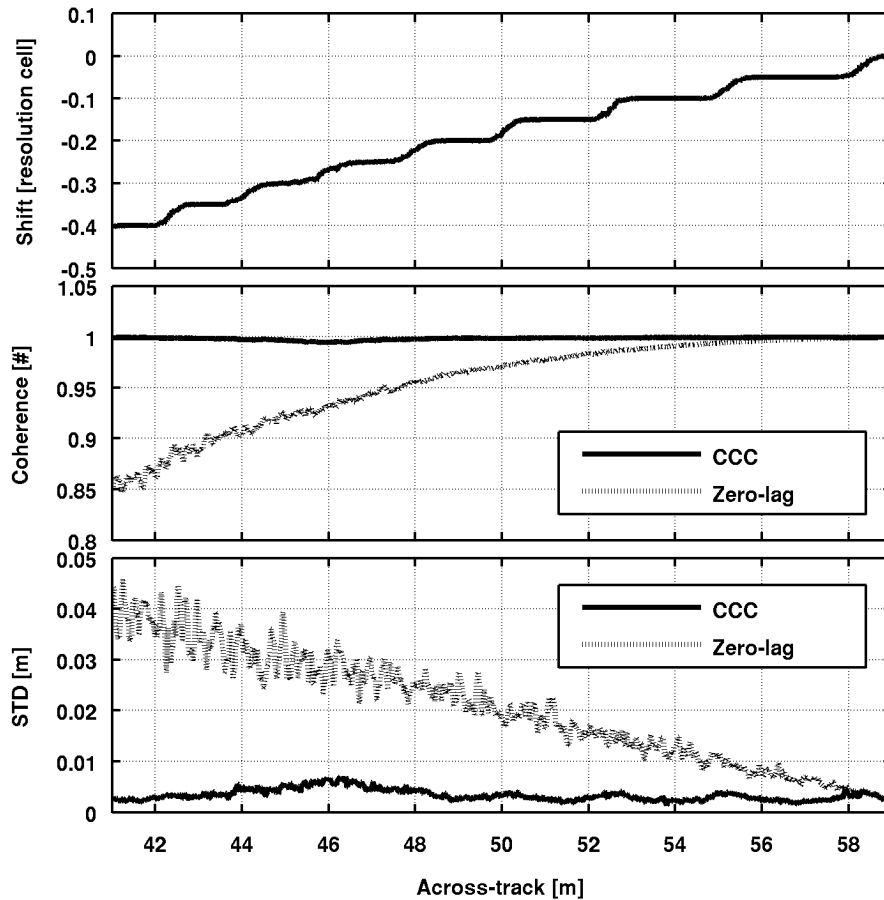 0.1
0
-0.1
-0.2
-0.3
-0.4
-0.5
Shift [resolution cell]
1.05
1
0.95
0.9
0.85
0.8
Coherence [#]
CCC
Zero-lag
0.05
0.04
0.03
0.02
0.01
0
STD [m]
CCC
Zero-lag
42 44 46 48 50 52 54 56 58
Across-track [m]